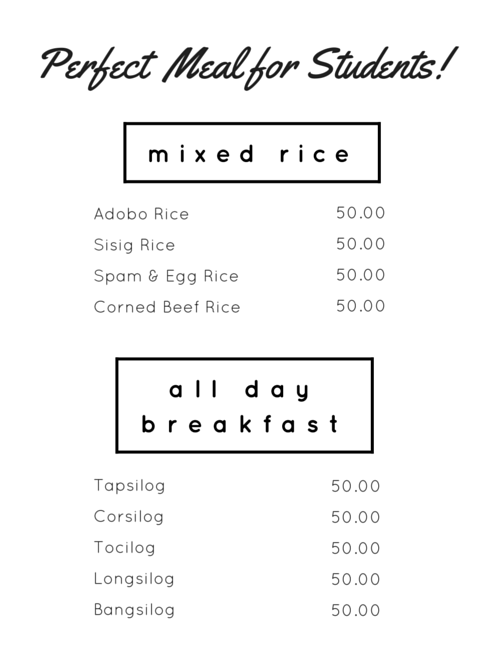 Perfect Meal for Students!
mixed rice
Adobo Rice 50.00
Sisig Rice 50.00
Spam & Egg Rice 50.00
Corned Beef Rice 50.00
all day
breakfast
Tapsilog 50.00
Corsilog 50.00
Tocilog 50.00
Longsilog 50.00
Bangsilog 50.00